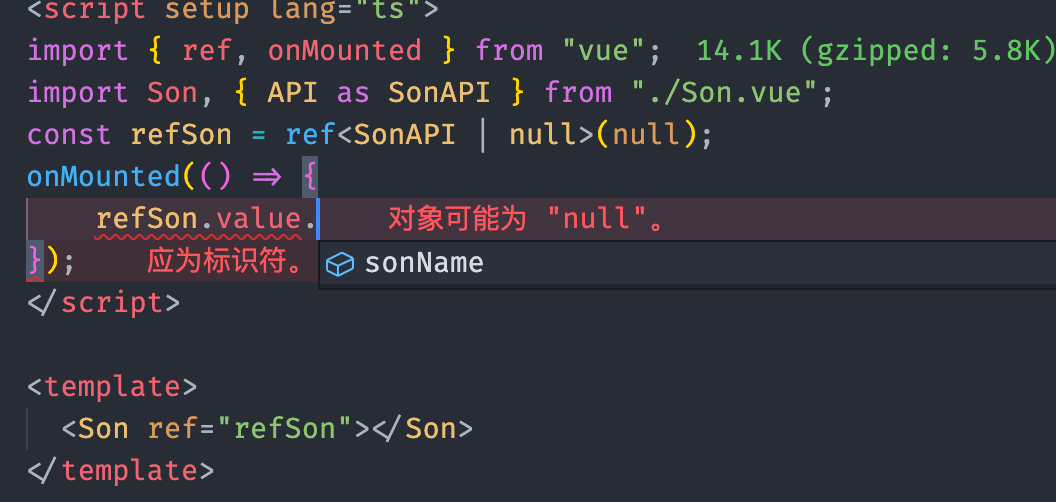 <script setup lang="ts">
import { ref, onMounted } from "vue";  14.1K (gzipped: 5.8K)
import Son, { API as SonAPI } from "./Son.vue";
const refSon = ref<SonAPI | null>(null);
onMounted(() => {
    refSon.value.    对象可能为 "null"。
});    应为标识符。
sonName
</script>

<template>
  <Son ref="refSon"></Son>
</template>